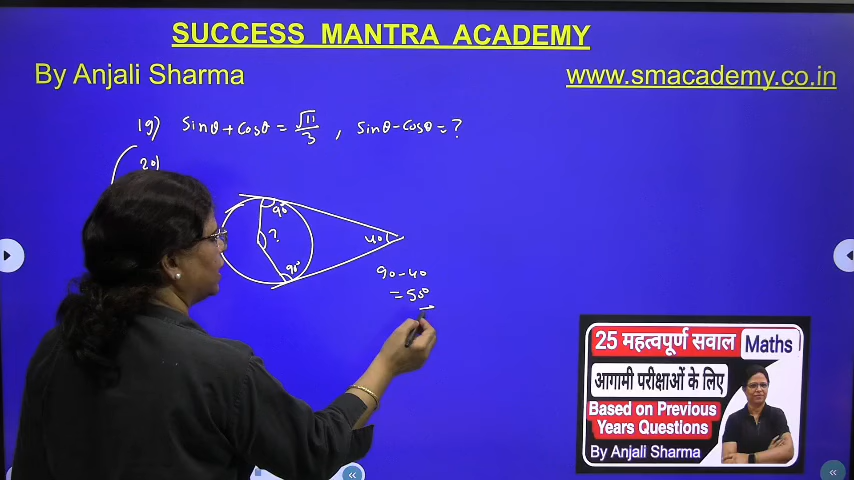 SUCCESS MANTRA ACADEMY
By Anjali Sharma
www.smacademy.co.in
19) Sinθ + Cosθ = √11/3 , Sinθ - Cosθ = ?
20)
90°
?
40°
90°
90 - 40
= 50°
25 महत्वपूर्ण सवाल Maths
आगामी परीक्षाओं के लिए
Based on Previous
Years Questions
By Anjali Sharma